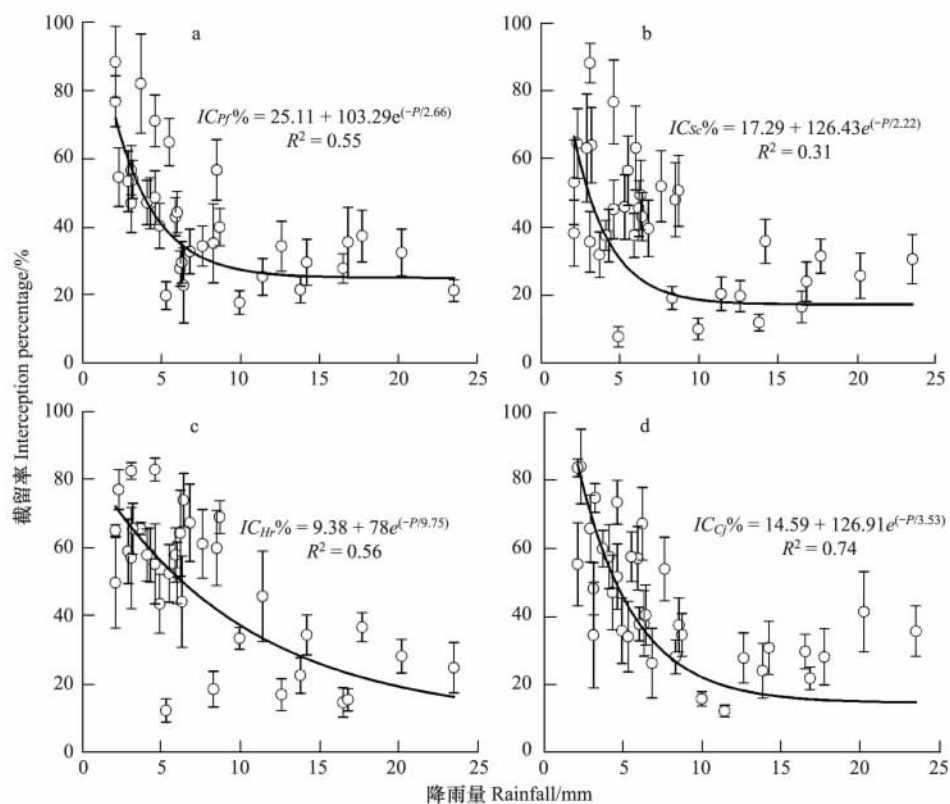 100
80
60
40
20
0
a
IC_Pf% = 25.11 + 103.29e^(−P/2.66)
R² = 0.55
0 5 10 15 20 25
100
80
60
40
20
0
b
IC_Sc% = 17.29 + 126.43e^(−P/2.22)
R² = 0.31
0 5 10 15 20 25
截留率 Interception percentage/%
100
80
60
40
20
0
c
IC_Hr% = 9.38 + 78e^(−P/9.75)
R² = 0.56
0 5 10 15 20 25
100
80
60
40
20
0
d
IC_Cj% = 14.59 + 126.91e^(−P/3.53)
R² = 0.74
0 5 10 15 20 25
降雨量 Rainfall/mm